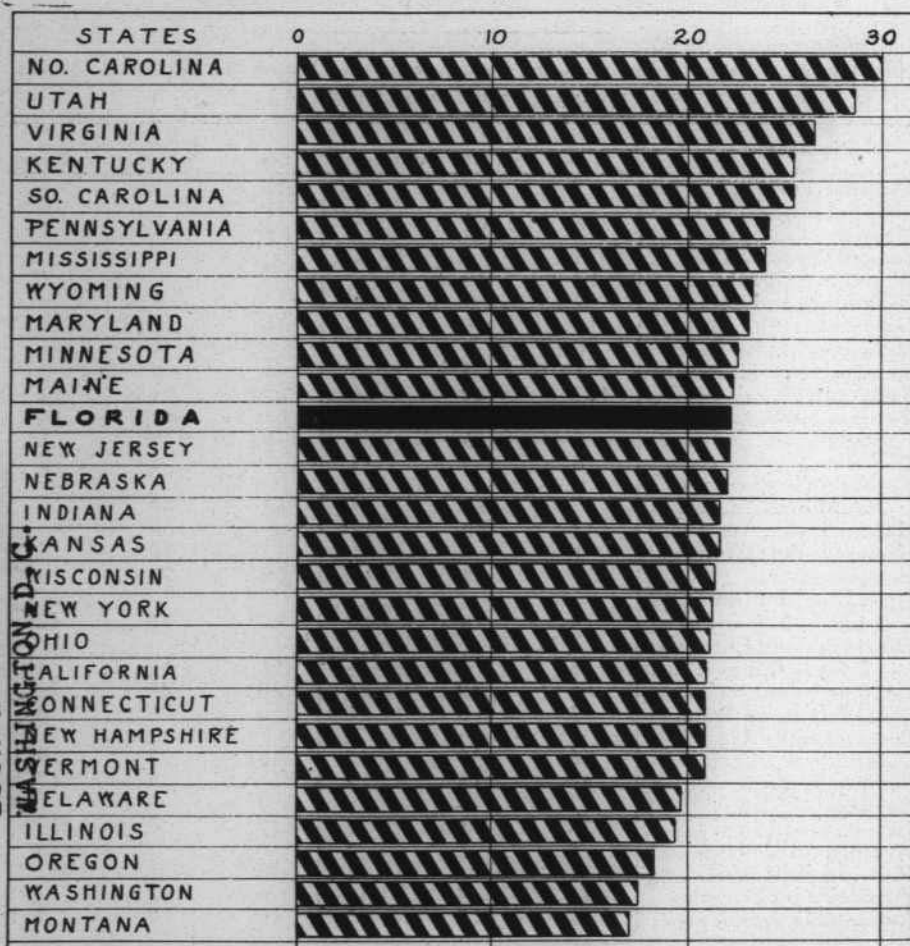 STATES 0 10 20 30
NO. CAROLINA
UTAH
VIRGINIA
KENTUCKY
SO. CAROLINA
PENNSYLVANIA
MISSISSIPPI
WYOMING
MARYLAND
MINNESOTA
MAINE
FLORIDA
NEW JERSEY
NEBRASKA
INDIANA
KANSAS
WISCONSIN
NEW YORK
OHIO
CALIFORNIA
CONNECTICUT
NEW HAMPSHIRE
VERMONT
DELAWARE
ILLINOIS
OREGON
WASHINGTON
MONTANA
WASHINGTON, D. C.